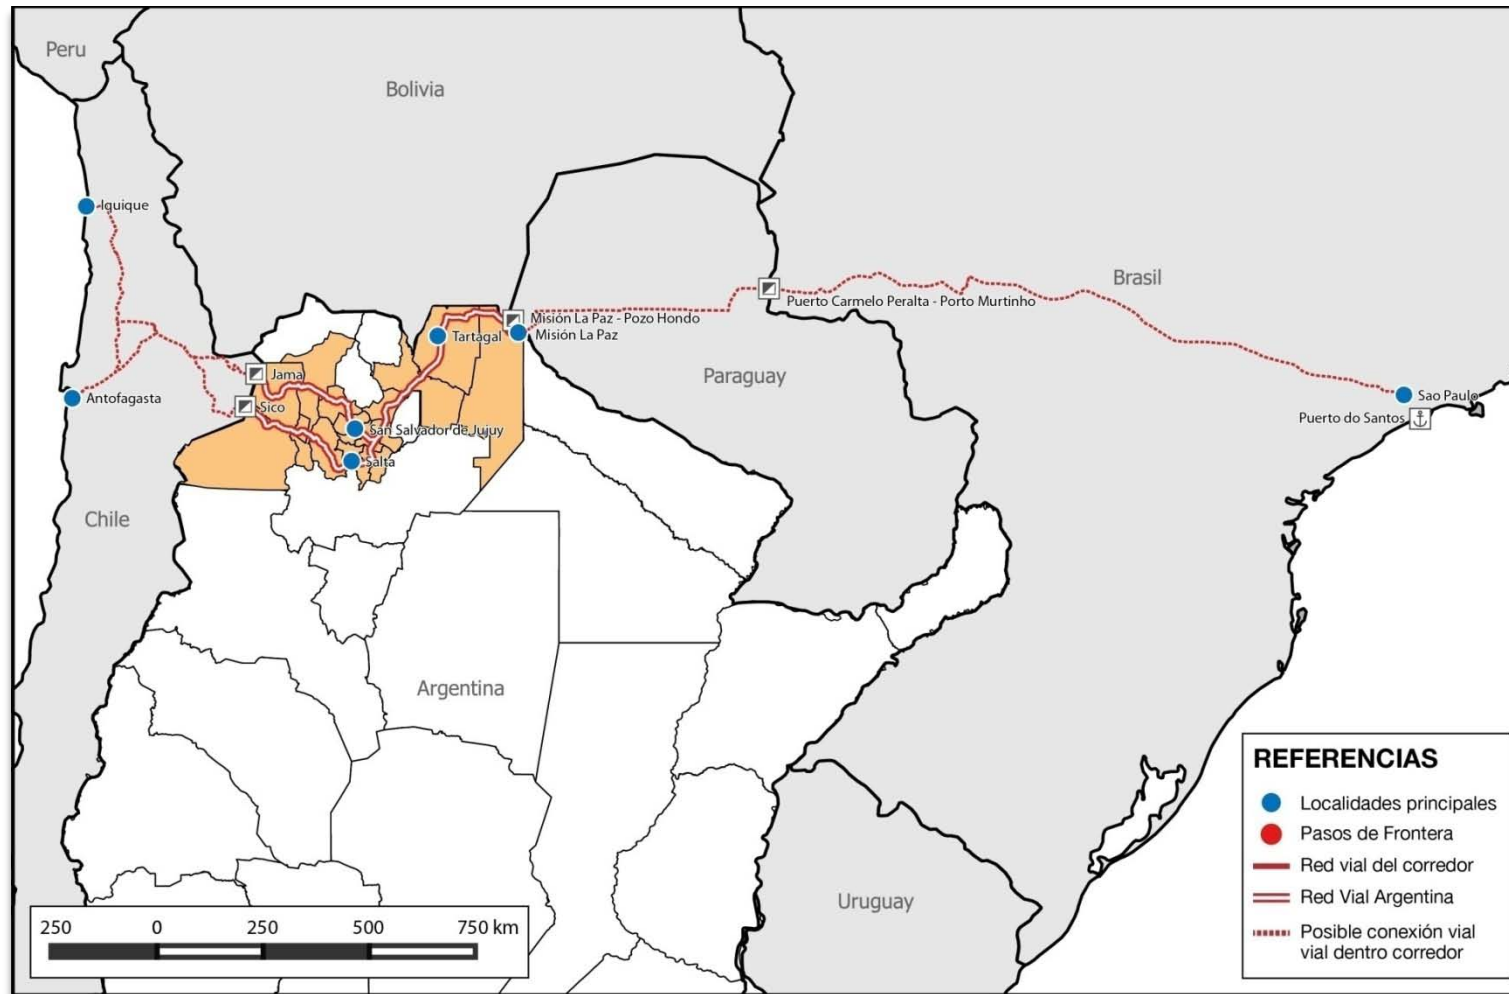 Peru
Bolivia
Iquique
Brasil
Puerto Carmelo Peralta - Porto Murtinho
Misión La Paz - Pozo Hondo
Misión La Paz
Tartagal
Jama
Paraguay
Antofagasta
Sao Paulo
Sico
Puerto do Santos
San Salvador de Jujuy
Salta
Chile
Argentina
Uruguay
REFERENCIAS
Localidades principales
Pasos de Frontera
Red vial del corredor
Red Vial Argentina
Posible conexión vial
vial dentro corredor
250 0 250 500 750 km